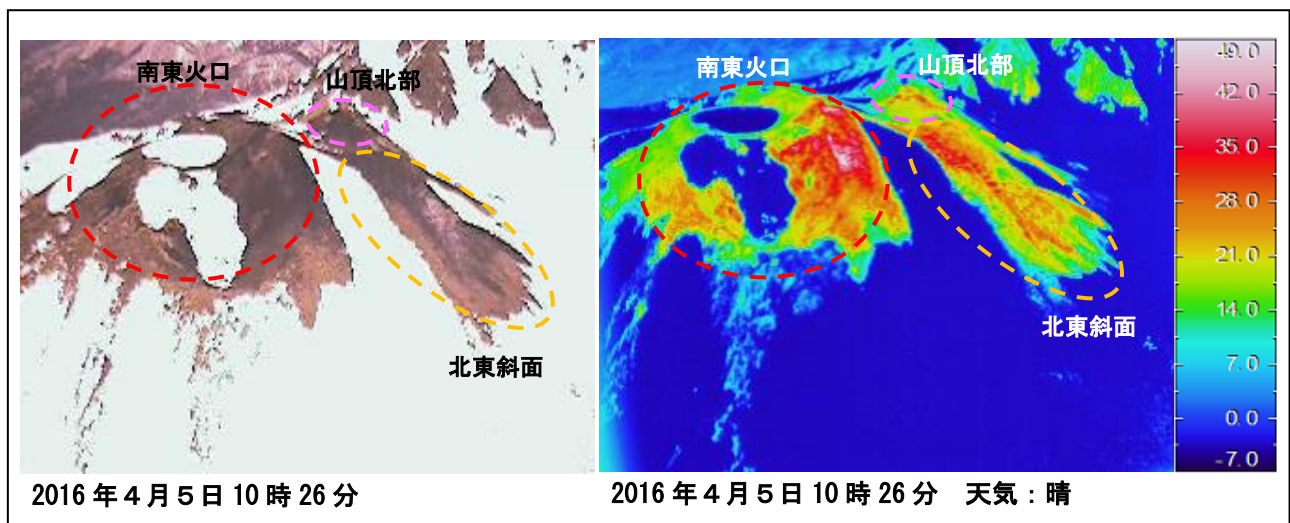 南東火口
山頂北部
北東斜面
2016年4月5日10時26分
南東火口
山頂北部
北東斜面
49.0
42.0
35.0
28.0
21.0
14.0
7.0
0.0
-7.0
2016年4月5日10時26分　天気：晴